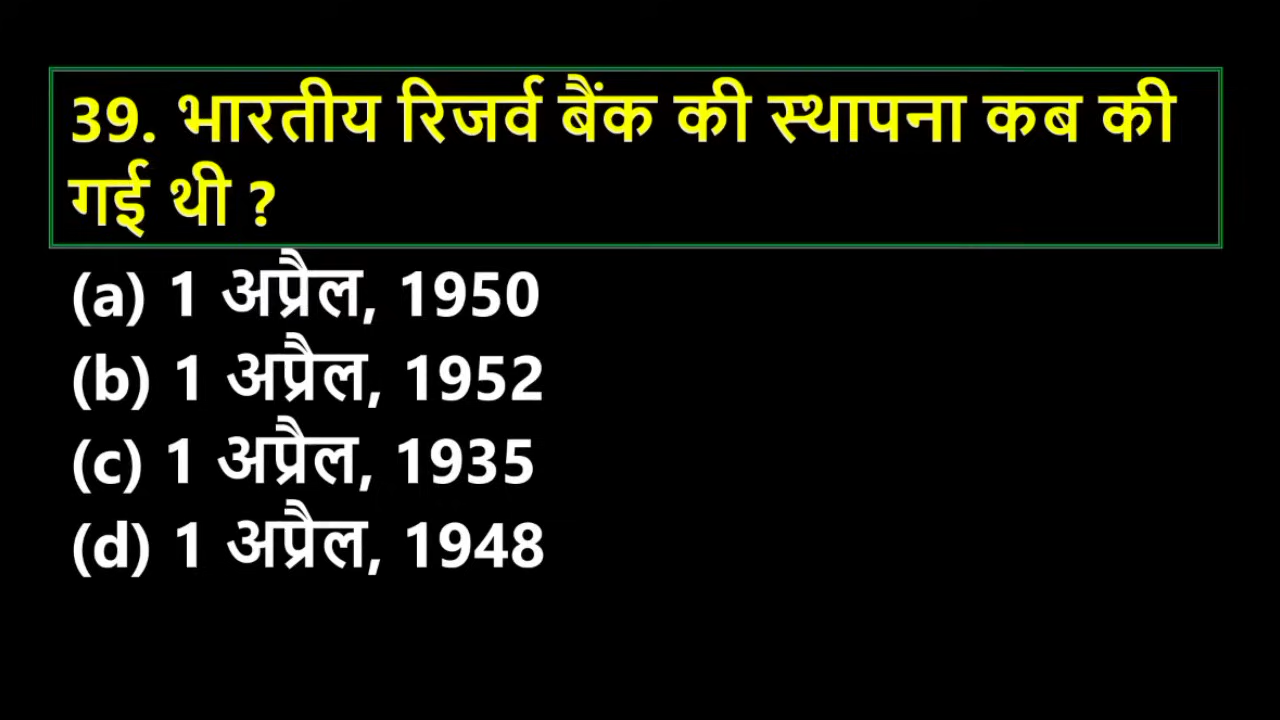 39. भारतीय रिजर्व बैंक की स्थापना कब की
गई थी ?
(a) 1 अप्रैल, 1950
(b) 1 अप्रैल, 1952
(c) 1 अप्रैल, 1935
(d) 1 अप्रैल, 1948